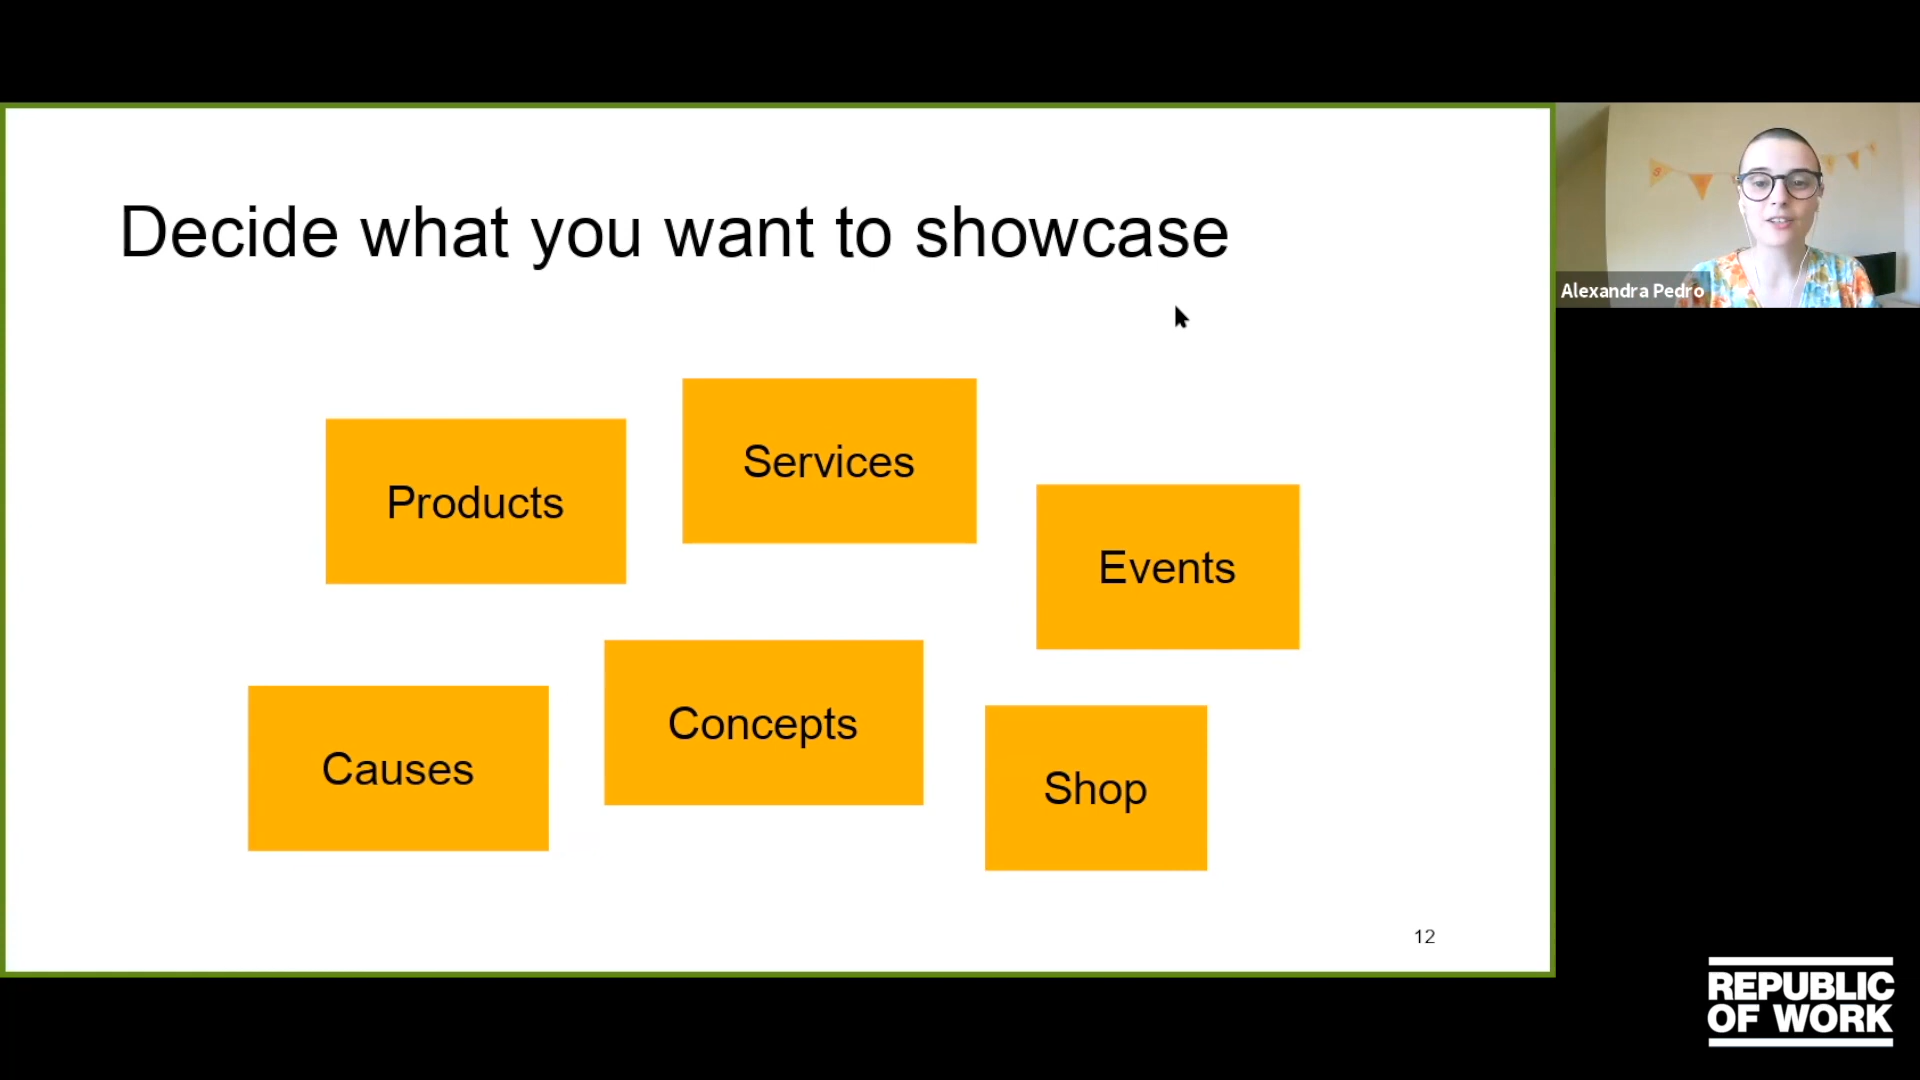 Decide what you want to showcase
Products
Services
Events
Causes
Concepts
Shop
12
Alexandra Pedro
REPUBLIC
OF WORK